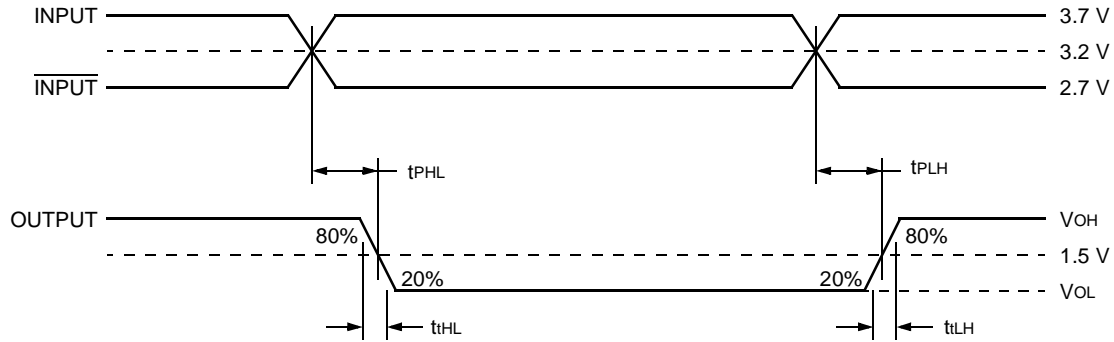 INPUT 3.7 V
3.2 V
INPUT 2.7 V
tPHL tPLH
OUTPUT VOH
80% 80%
1.5 V
20% 20%
VOL
ttHL ttLH